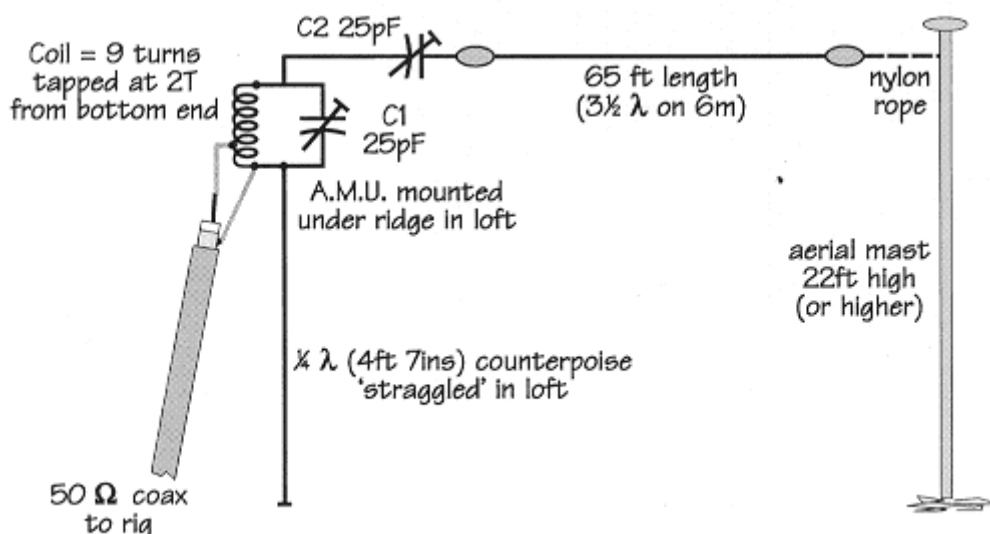 C2 25pF
Coil = 9 turns
tapped at 2T
from bottom end
65 ft length
(3½ λ on 6m)
nylon
rope
C1
25pF
A.M.U. mounted
under ridge in loft
aerial mast
22ft high
(or higher)
¼ λ (4ft 7ins) counterpoise
'straggled' in loft
50 Ω coax
to rig